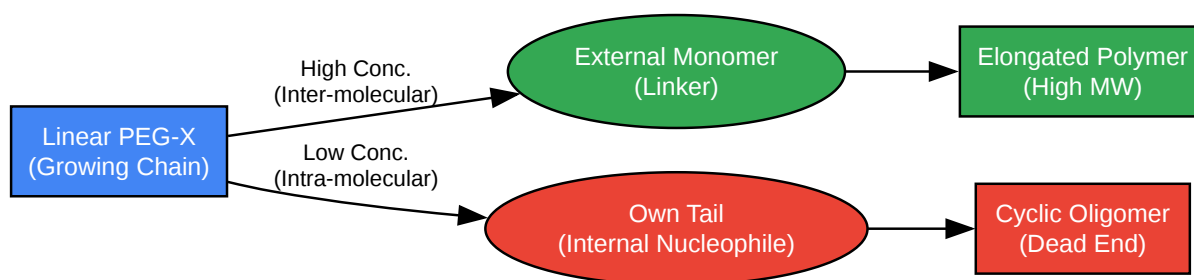 Linear PEG-X
(Growing Chain)
High Conc.
(Inter-molecular)
External Monomer
(Linker)
Elongated Polymer
(High MW)
Low Conc.
(Intra-molecular)
Own Tail
(Internal Nucleophile)
Cyclic Oligomer
(Dead End)